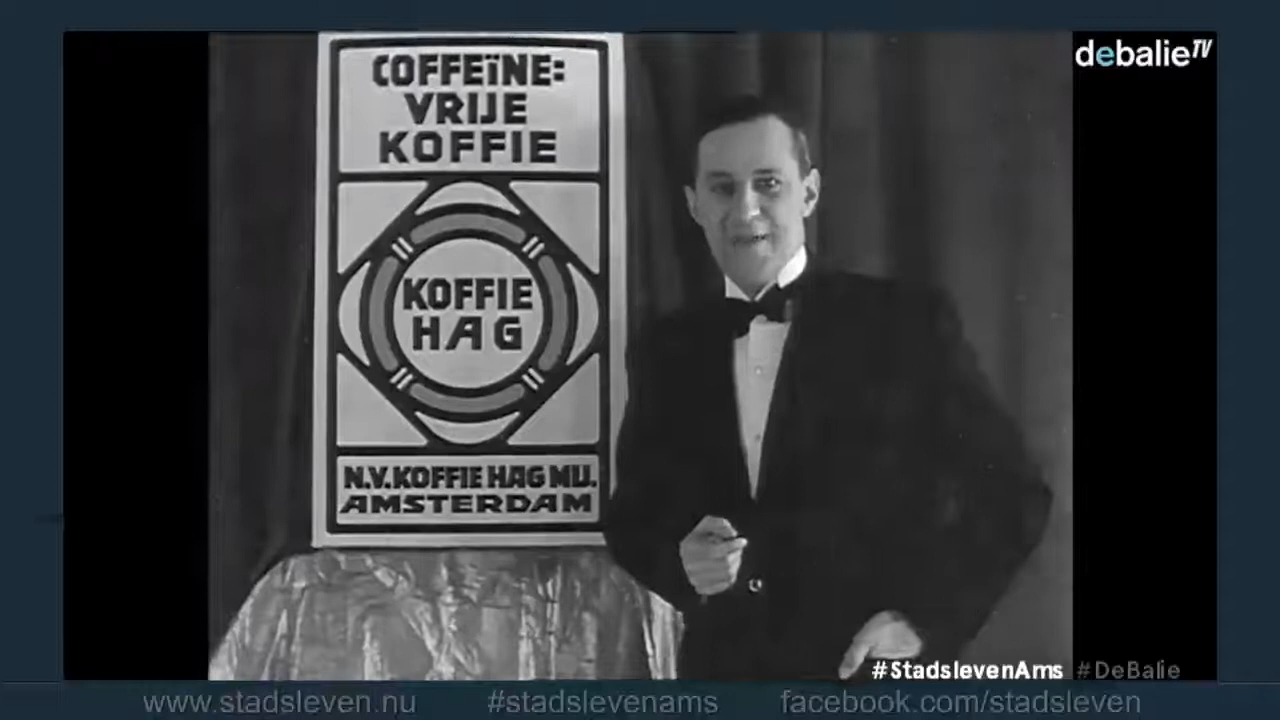 debalieTV
COFFEÏNE:
VRIJE
KOFFIE
KOFFIE
HAG
N.V. KOFFIE HAG MIJ.
AMSTERDAM
#StadslevenAms #DeBalie
www.stadsleven.nu #stadslevenams facebook.com/stadsleven